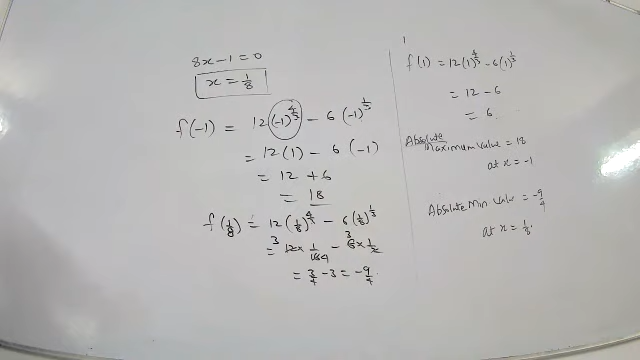 8x-1=0
x = 1/8
f(-1) = 12(-1)^4/3 - 6(-1)^1/3
= 12(1) - 6(-1)
= 12 + 6
= 18
f(1/8) = 12(1/8)^4/3 - 6(1/8)^1/3
= 12 3 × 1/16 4 - 6 3 × 1/2
= 3/4 - 3 = -9/4
f(1) = 12(1)^4/3 - 6(1)^1/3
= 12 - 6
= 6.
Absolute
Maximum Value = 18
at x = -1
Absolute Min Value = -9/4
at x = 1/8.